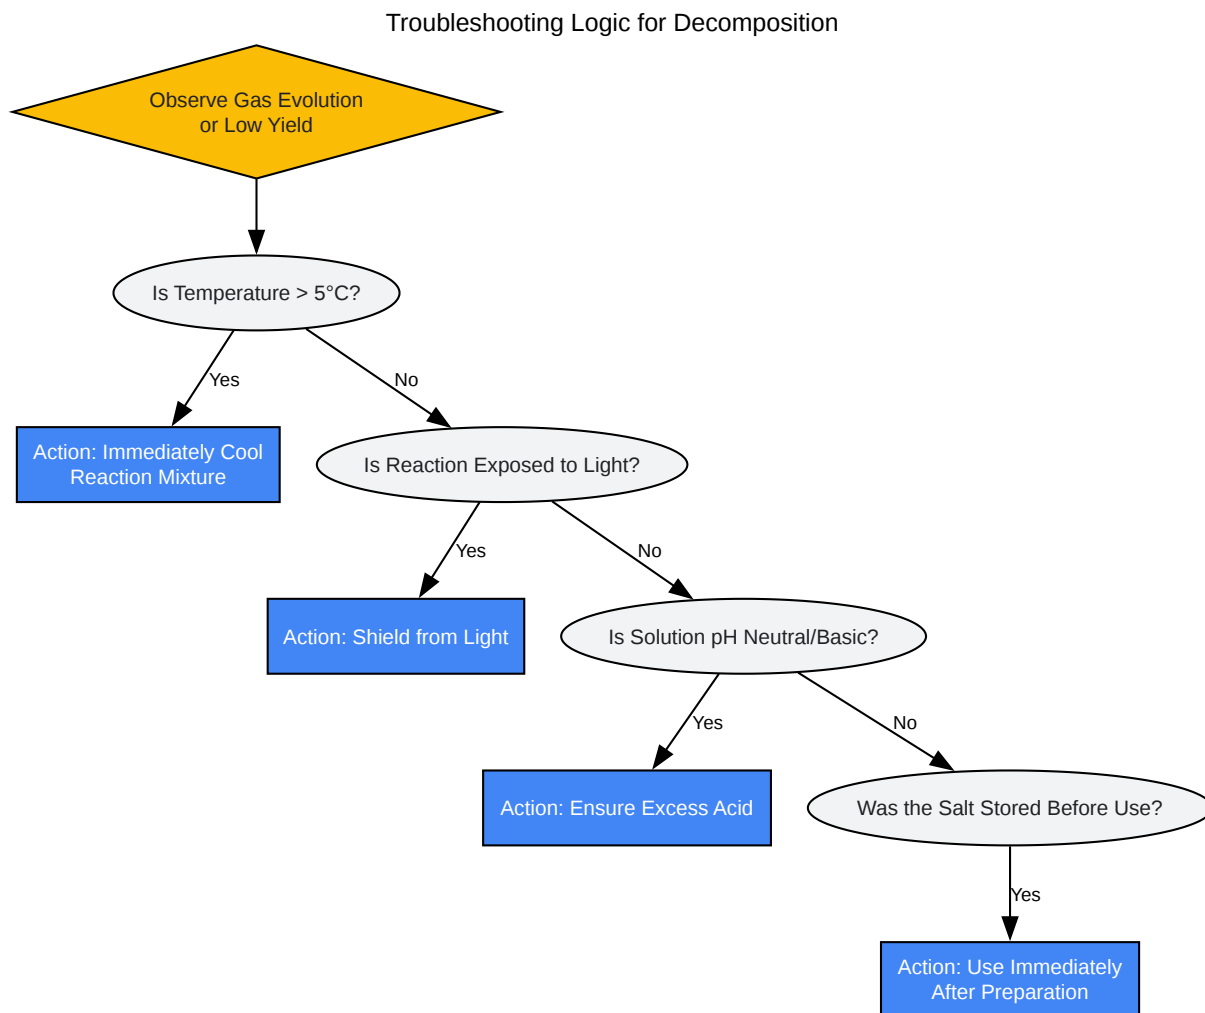 Troubleshooting Logic for Decomposition
Observe Gas Evolution
or Low Yield
Is Temperature > 5°C?
Yes
No
Action: Immediately Cool
Reaction Mixture
Is Reaction Exposed to Light?
Yes
No
Action: Shield from Light
Is Solution pH Neutral/Basic?
Yes
No
Action: Ensure Excess Acid
Was the Salt Stored Before Use?
Yes
Action: Use Immediately
After Preparation